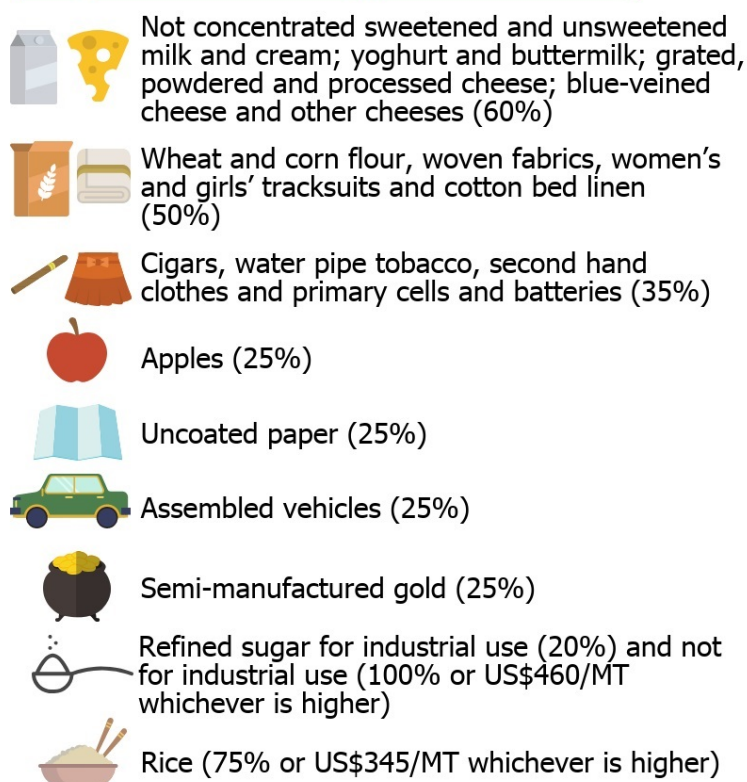 Not concentrated sweetened and unsweetened
milk and cream; yoghurt and buttermilk; grated,
powdered and processed cheese; blue-veined
cheese and other cheeses (60%)
Wheat and corn flour, woven fabrics, women's
and girls' tracksuits and cotton bed linen
(50%)
Cigars, water pipe tobacco, second hand
clothes and primary cells and batteries (35%)
Apples (25%)
Uncoated paper (25%)
Assembled vehicles (25%)
Semi-manufactured gold (25%)
Refined sugar for industrial use (20%) and not
for industrial use (100% or US$460/MT
whichever is higher)
Rice (75% or US$345/MT whichever is higher)